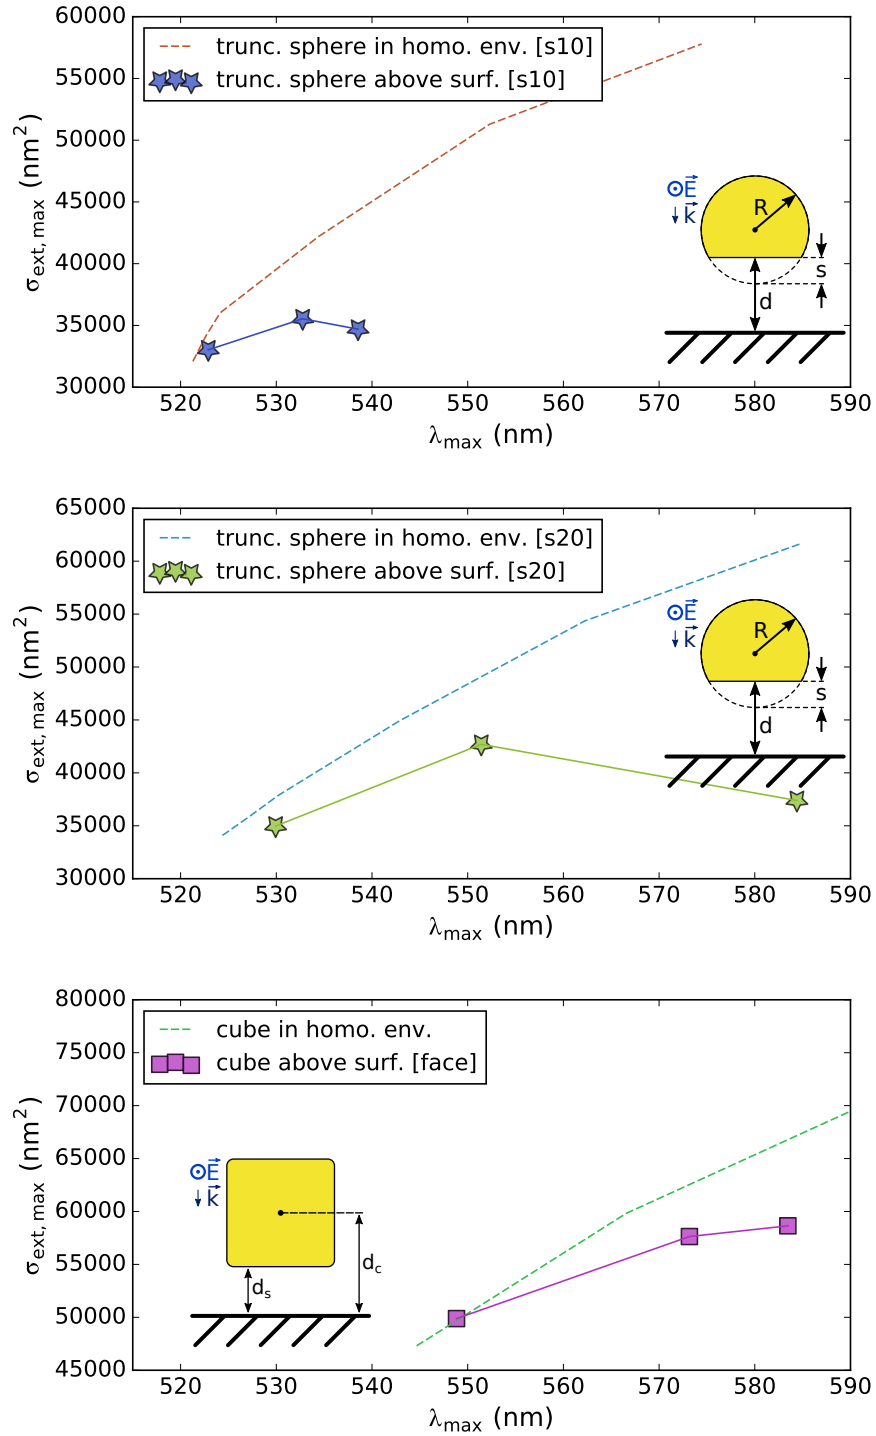 60000
55000
50000
45000
40000
35000
30000
σext,max (nm²)
trunc. sphere in homo. env. [s10]
trunc. sphere above surf. [s10]
E
k
R
s
d
520 530 540 550 560 570 580 590
λmax (nm)
65000
60000
55000
50000
45000
40000
35000
30000
σext,max (nm²)
trunc. sphere in homo. env. [s20]
trunc. sphere above surf. [s20]
E
k
R
s
d
520 530 540 550 560 570 580 590
λmax (nm)
80000
75000
70000
65000
60000
55000
50000
45000
σext,max (nm²)
cube in homo. env.
cube above surf. [face]
E
k
dc
ds
520 530 540 550 560 570 580 590
λmax (nm)